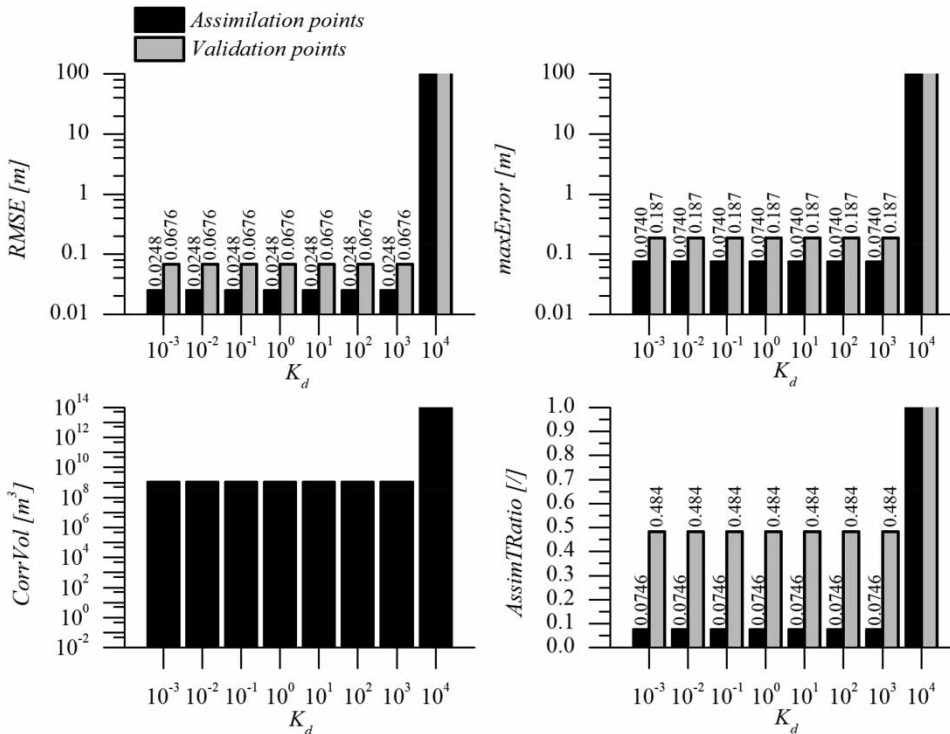 Assimilation points
Validation points
RMSE [m]
100
10
1
0.1
0.01
0.0248 0.0676 0.0248 0.0676 0.0248 0.0676 0.0248 0.0676 0.0248 0.0676 0.0248 0.0676 0.0248 0.0676
10⁻³ 10⁻² 10⁻¹ 10⁰ 10¹ 10² 10³ 10⁴
K_d
maxError [m]
100
10
1
0.1
0.01
0.0740 0.187 0.0740 0.187 0.0740 0.187 0.0740 0.187 0.0740 0.187 0.0740 0.187 0.0740 0.187
10⁻³ 10⁻² 10⁻¹ 10⁰ 10¹ 10² 10³ 10⁴
K_d
CorrVol [m³]
10¹⁴
10¹²
10¹⁰
10⁸
10⁶
10⁴
10²
10⁰
10⁻²
10⁻³ 10⁻² 10⁻¹ 10⁰ 10¹ 10² 10³ 10⁴
K_d
AssimTRatio [/]
1.0
0.9
0.8
0.7
0.6
0.5
0.4
0.3
0.2
0.1
0.0
0.0746 0.484 0.0746 0.484 0.0746 0.484 0.0746 0.484 0.0746 0.484 0.0746 0.484 0.0746 0.484
10⁻³ 10⁻² 10⁻¹ 10⁰ 10¹ 10² 10³ 10⁴
K_d